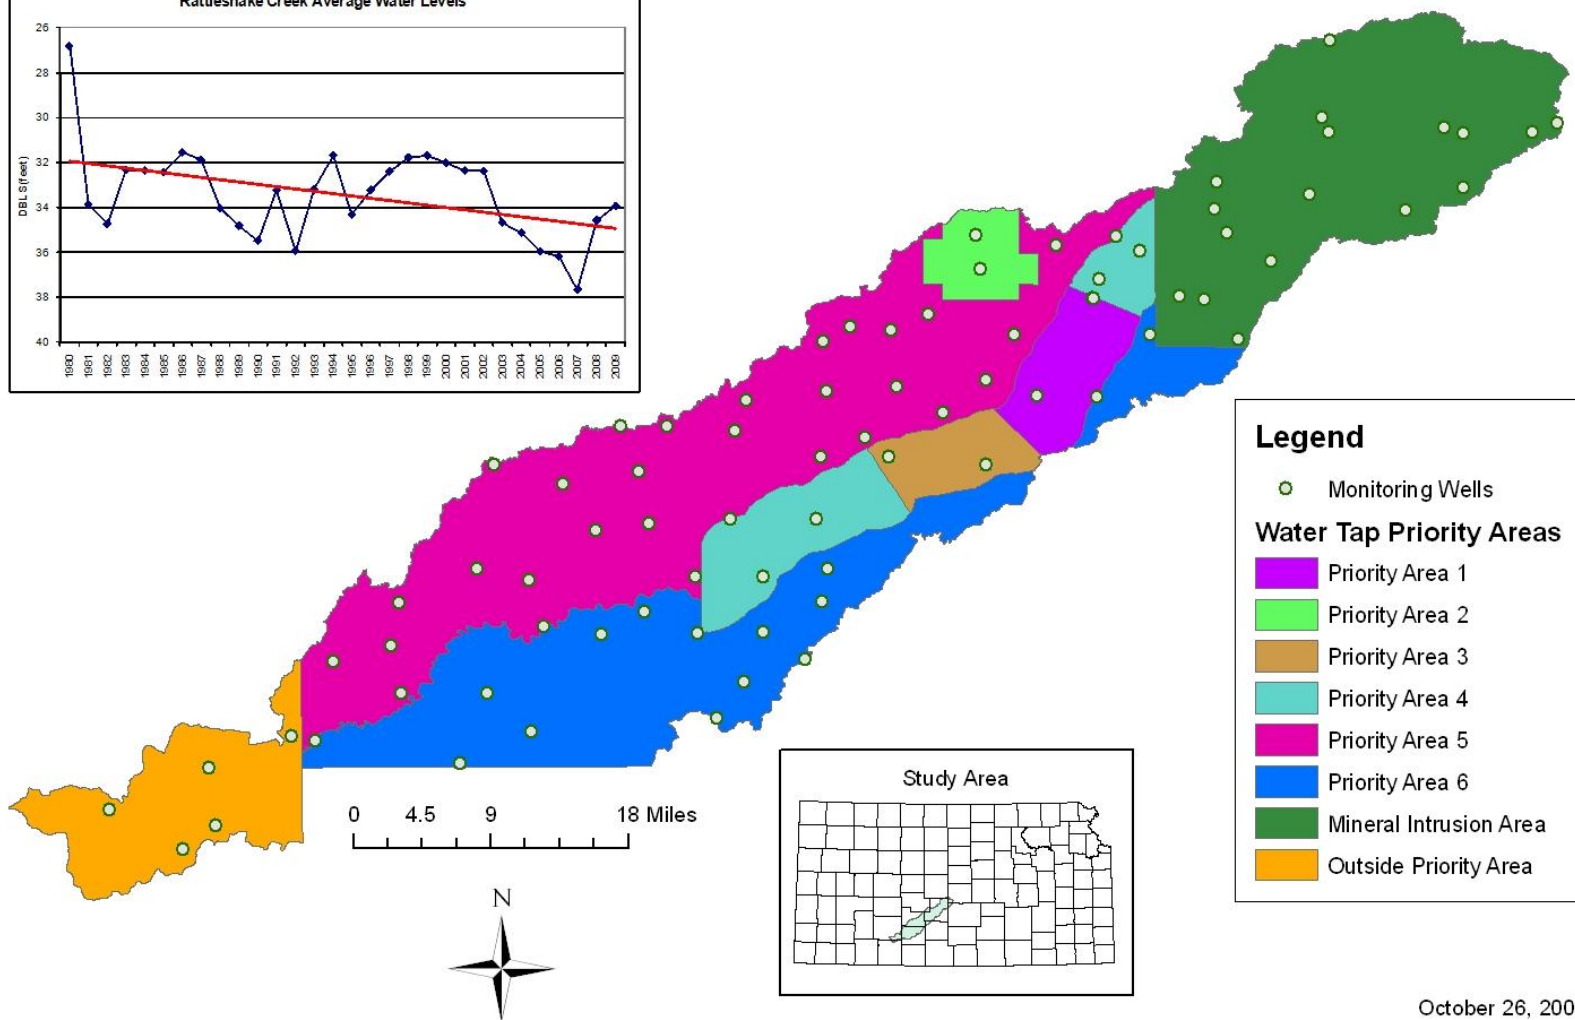 Rattlesnake Creek Average Water Levels
26
28
30
32
34
36
38
40
DBLS(feet)
1980
1981
1982
1983
1984
1985
1986
1987
1988
1989
1990
1991
1992
1993
1994
1995
1996
1997
1998
1999
2000
2001
2002
2003
2004
2005
2006
2007
2008
2009
Legend
Monitoring Wells
Water Tap Priority Areas
Priority Area 1
Priority Area 2
Priority Area 3
Priority Area 4
Priority Area 5
Priority Area 6
Mineral Intrusion Area
Outside Priority Area
0 4.5 9 18 Miles
N
Study Area
October 26, 200